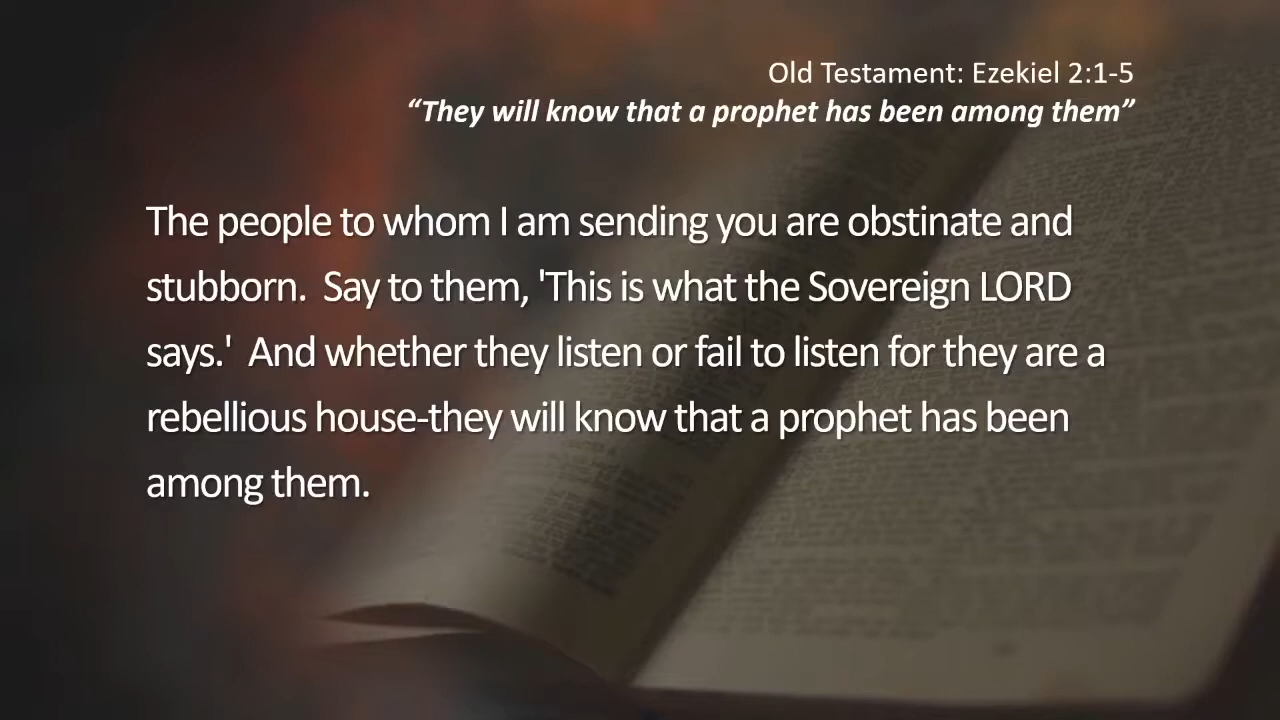 Old Testament: Ezekiel 2:1-5
“They will know that a prophet has been among them”
The people to whom I am sending you are obstinate and
stubborn.  Say to them, 'This is what the Sovereign LORD
says.'  And whether they listen or fail to listen for they are a
rebellious house-they will know that a prophet has been
among them.